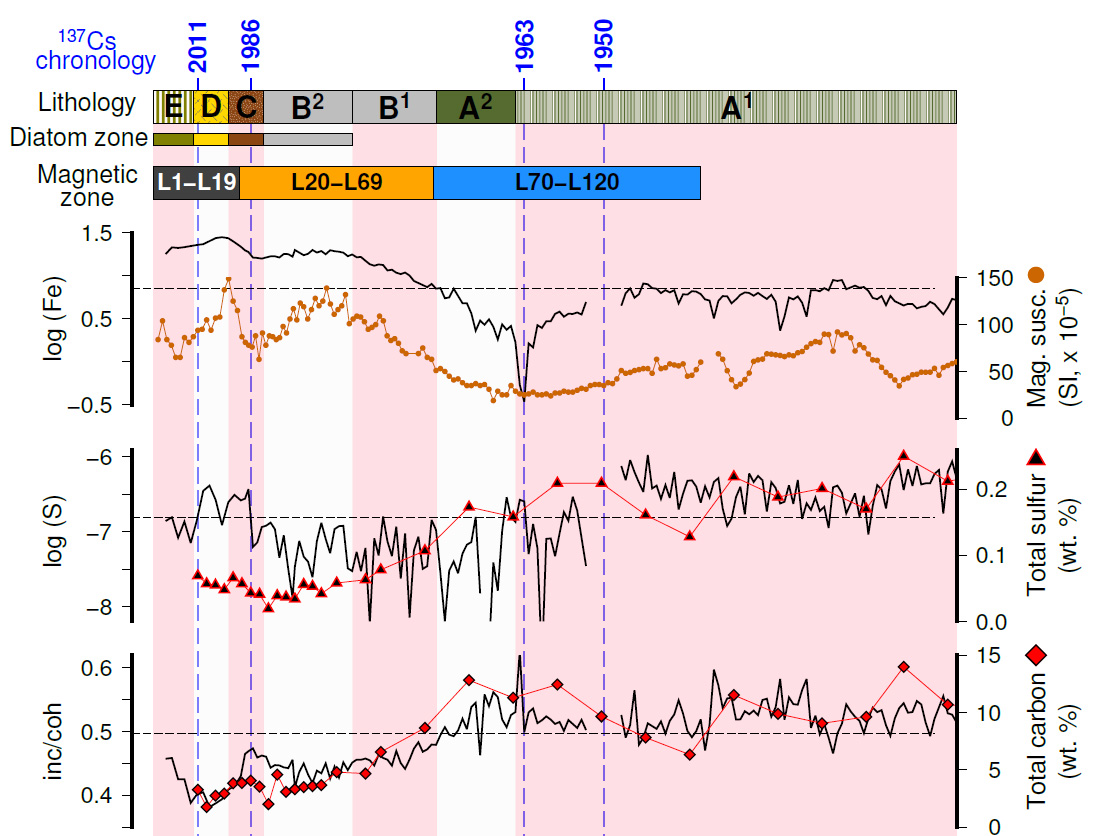 137Cs
chronology
2011
1986
1963
1950
Lithology
E D C B2 B1 A2 A1
Diatom zone
Magnetic
zone
L1−L19 L20−L69 L70−L120
log (Fe)
1.5
0.5
−0.5
150
100
50
0
Mag. susc.
(SI, x 10−5)
log (S)
−6
−7
−8
0.2
0.1
0.0
Total sulfur
(wt. %)
inc/coh
0.6
0.5
0.4
15
10
5
0
Total carbon
(wt. %)